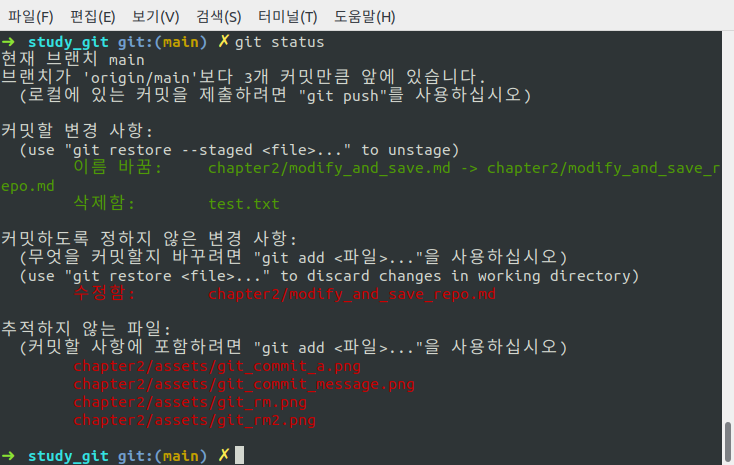 파일(F) 편집(E) 보기(V) 검색(S) 터미널(T) 도움말(H)
➜ study_git git:(main) ✗ git status
현재 브랜치 main
브랜치가 'origin/main'보다 3개 커밋만큼 앞에 있습니다.
(로컬에 있는 커밋을 제출하려면 "git push"를 사용하십시오)
커밋할 변경 사항:
(use "git restore --staged <file>..." to unstage)
이름 바꿈: chapter2/modify_and_save.md -> chapter2/modify_and_save_r
epo.md
삭제함: test.txt
커밋하도록 정하지 않은 변경 사항:
(무엇을 커밋할지 바꾸려면 "git add <파일>..."을 사용하십시오)
(use "git restore <file>..." to discard changes in working directory)
수정함: chapter2/modify_and_save_repo.md
추적하지 않는 파일:
(커밋할 사항에 포함하려면 "git add <파일>..."을 사용하십시오)
chapter2/assets/git_commit_a.png
chapter2/assets/git_commit_message.png
chapter2/assets/git_rm.png
chapter2/assets/git_rm2.png
➜ study_git git:(main) ✗